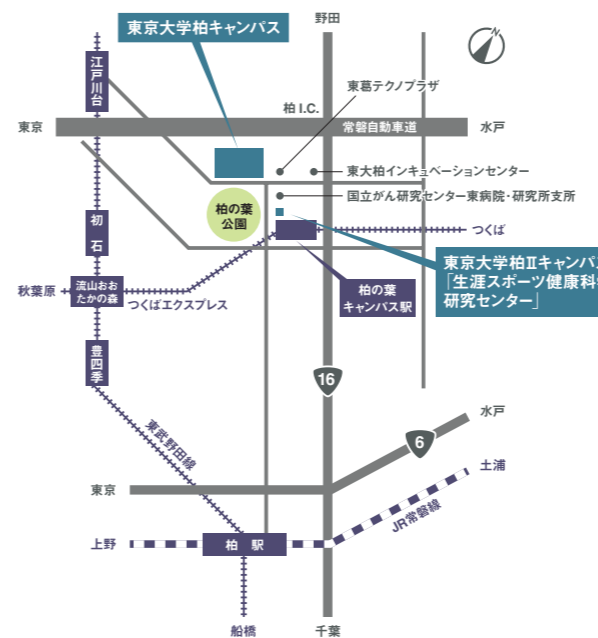 東京大学柏キャンパス
野田
江戸川台
東葛テクノプラザ
柏 I.C.
東京
常磐自動車道
水戸
東大柏インキュベーションセンター
国立がん研究センター東病院・研究所支所
柏の葉
公園
初石
つくば
東京大学柏Ⅱキャンパス
「生涯スポーツ健康科学
研究センター」
柏の葉
キャンパス駅
秋葉原
流山おお
たかの森
つくばエクスプレス
豊四季
16
水戸
6
東武野田線
土浦
東京
JR常磐線
上野
柏 駅
船橋
千葉